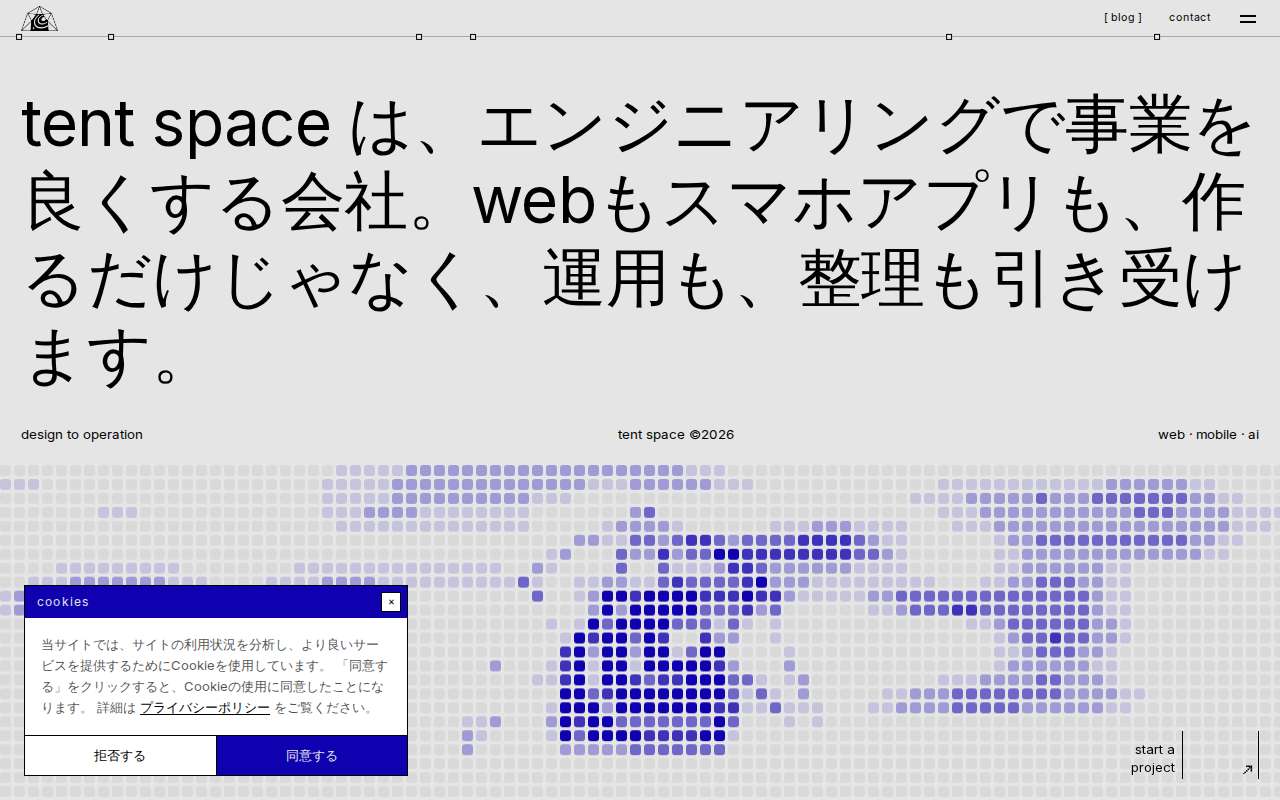 [ blog ]
contact
tent space は、エンジニアリングで事業を
良くする会社。webもスマホアプリも、作
るだけじゃなく、運用も、整理も引き受け
ます。
design to operation
tent space ©2026
web · mobile · ai
cookies
×
当サイトでは、サイトの利用状況を分析し、より良いサー
ビスを提供するためにCookieを使用しています。 「同意す
る」をクリックすると、Cookieの使用に同意したことにな
ります。 詳細は プライバシーポリシー をご覧ください。
拒否する
同意する
start a
project